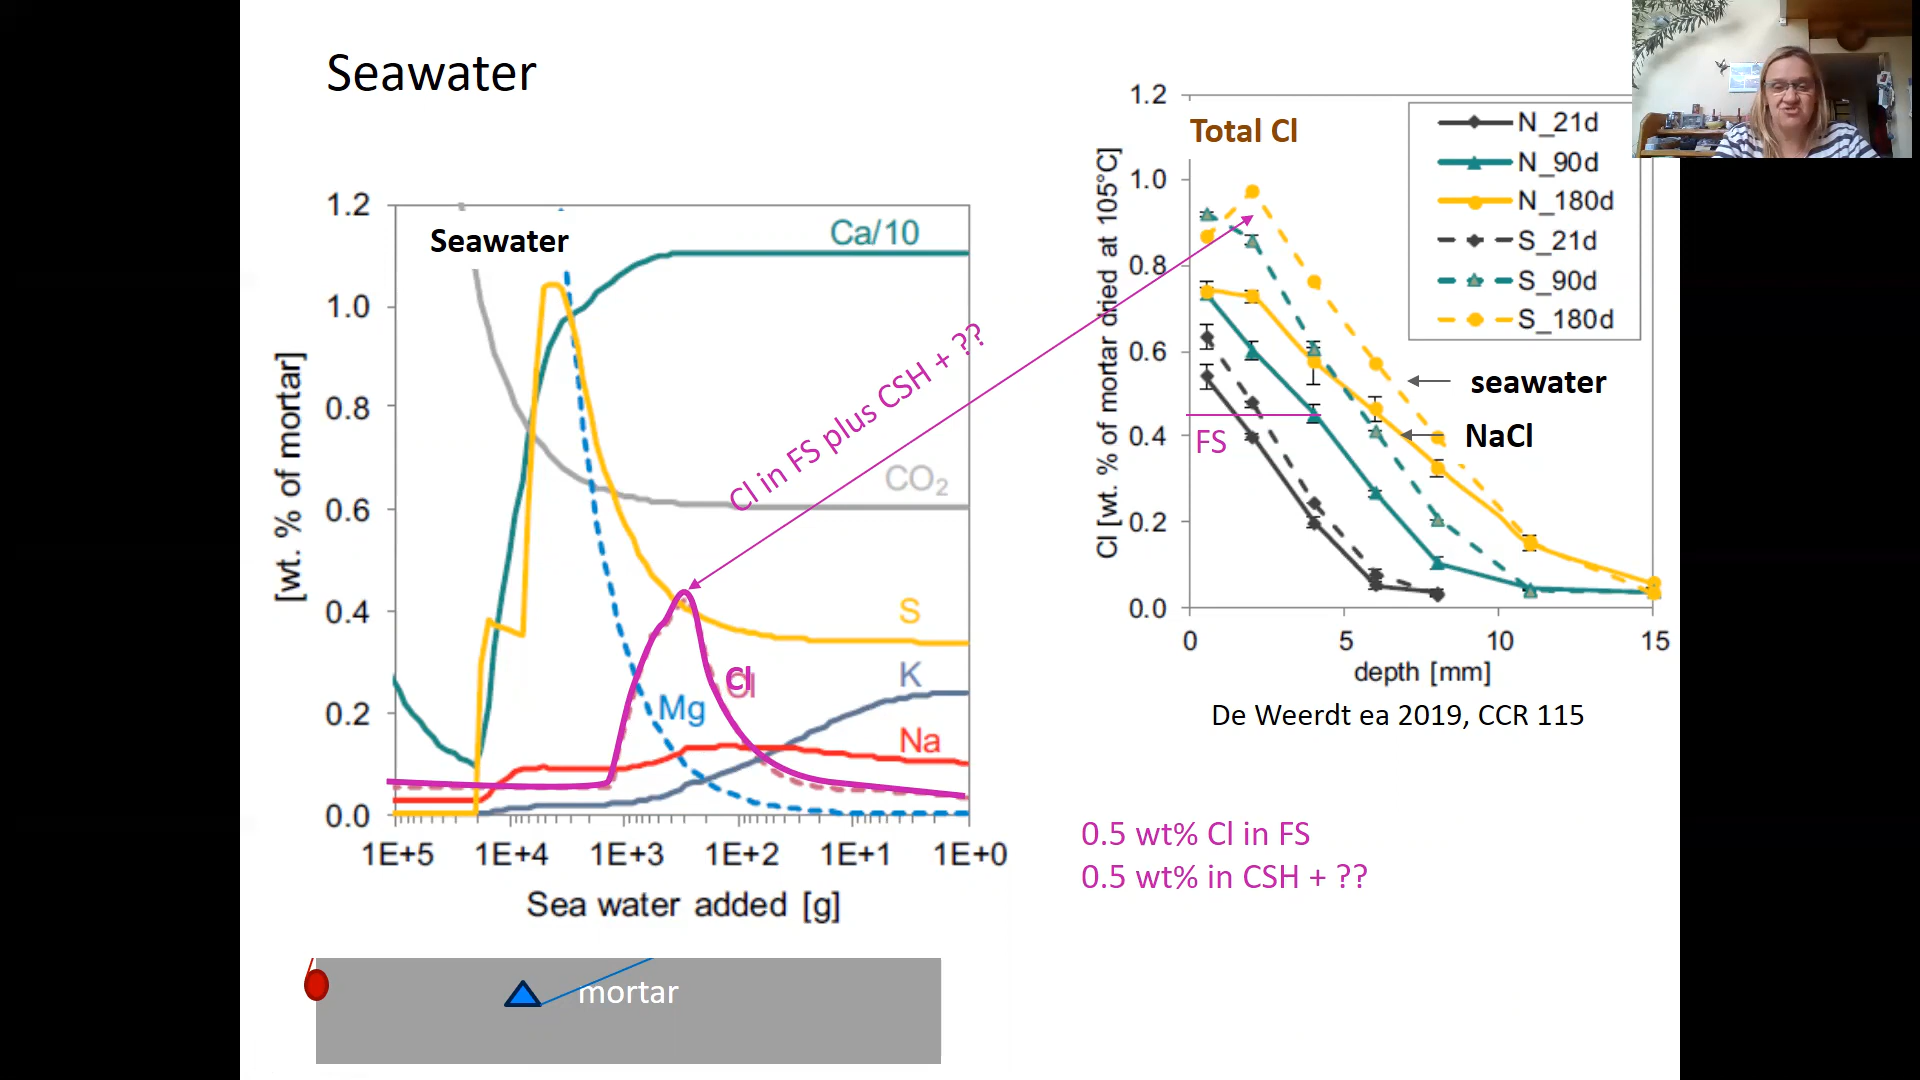 Seawater
[wt. % of mortar]
1.2
1.0
0.8
0.6
0.4
0.2
0.0
Seawater
Ca/10
CO₂
S
K
Na
Mg
Cl
Cl
1E+5 1E+4 1E+3 1E+2 1E+1 1E+0
Sea water added [g]
Cl in FS plus CSH + ??
mortar
Total Cl
Cl [wt. % of mortar dried at 105°C]
1.2
1.0
0.8
0.6
0.4
0.2
0.0
N_21d
N_90d
N_180d
S_21d
S_90d
S_180d
seawater
NaCl
FS
0 5 10 15
depth [mm]
De Weerdt ea 2019, CCR 115
0.5 wt% Cl in FS
0.5 wt% in CSH + ??